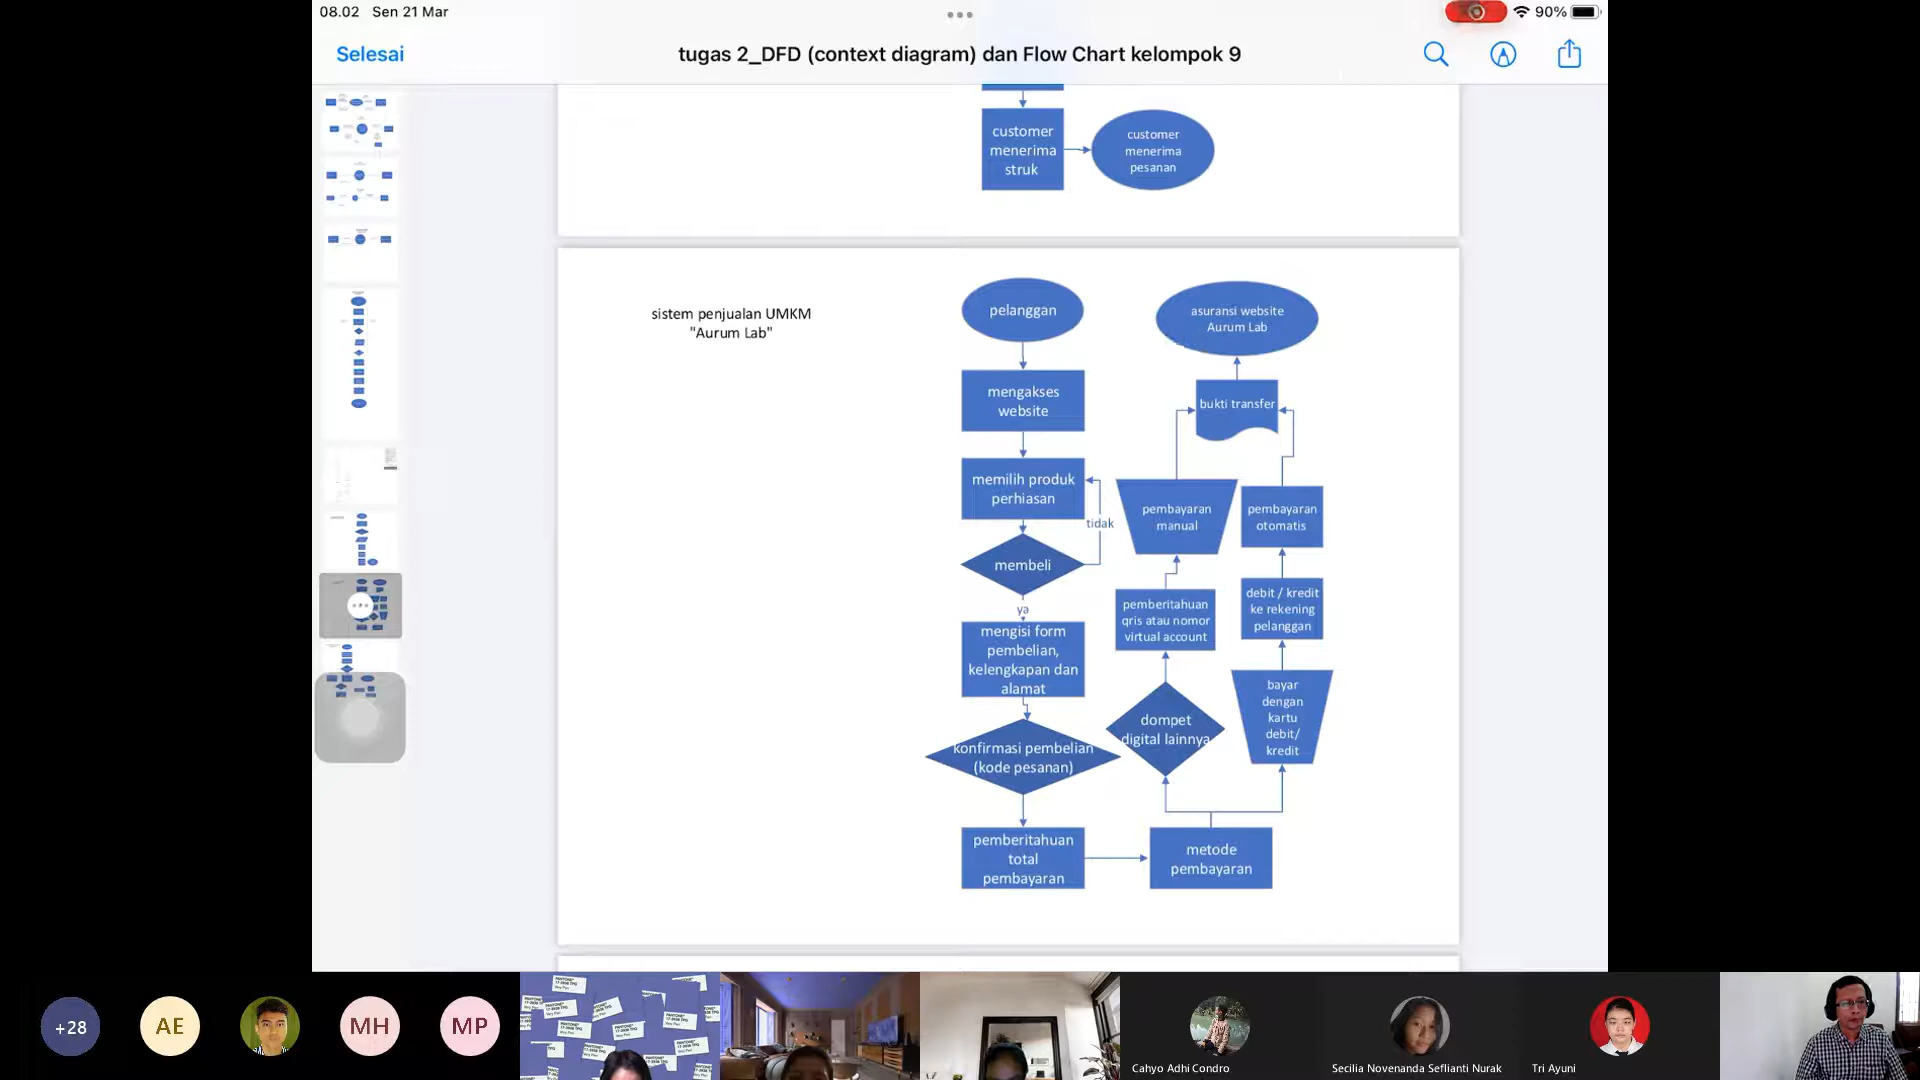 08.02 Sen 21 Mar
90%
Selesai
tugas 2_DFD (context diagram) dan Flow Chart kelompok 9
customer
menerima
struk
customer
menerima
pesanan
sistem penjualan UMKM
"Aurum Lab"
pelanggan
mengakses
website
memilih produk
perhiasan
tidak
membeli
ya
mengisi form
pembelian,
kelengkapan dan
alamat
konfirmasi pembelian
(kode pesanan)
pemberitahuan
total
pembayaran
metode
pembayaran
dompet
digital lainnya
pemberitahuan
qris atau nomor
virtual account
pembayaran
manual
bayar
dengan
kartu
debit/
kredit
debit / kredit
ke rekening
pelanggan
pembayaran
otomatis
bukti transfer
asuransi website
Aurum Lab
+28
AE
MH
MP
Cahyo Adhi Condro
Secilia Novenanda Seflianti Nurak
Tri Ayuni